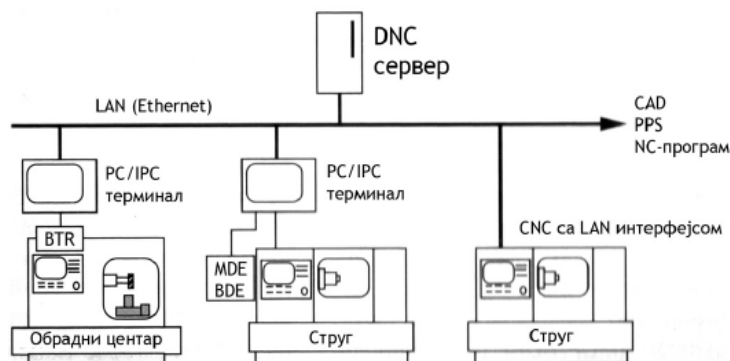 DNC
сервер
LAN (Ethernet)
CAD
PPS
NC-програм
PC/IPC
терминал
PC/IPC
терминал
BTR
CNC са LAN интерфејсом
MDE
BDE
Обрадни центар
Струг
Струг